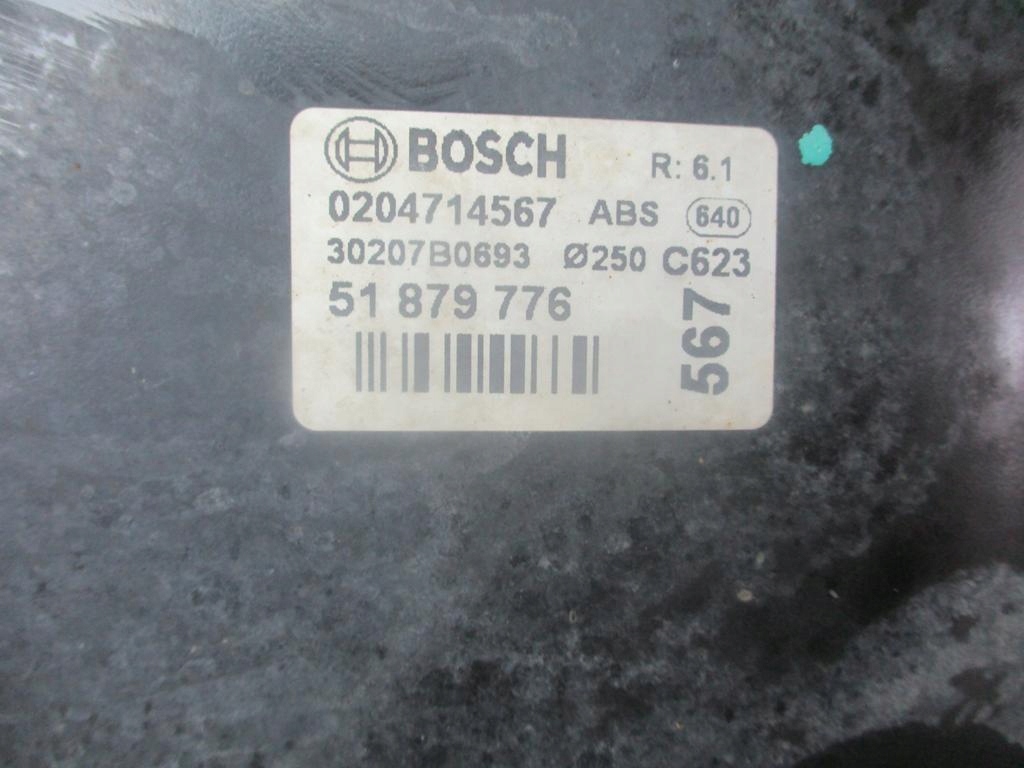 BOSCH R: 6.1
0204714567 ABS 640
30207B0693 Ø250 C623
51 879 776
567